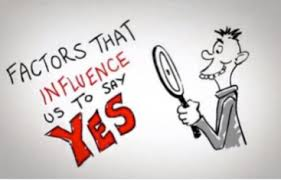 FACTORS THAT
INFLUENCE
US TO SAY
YES